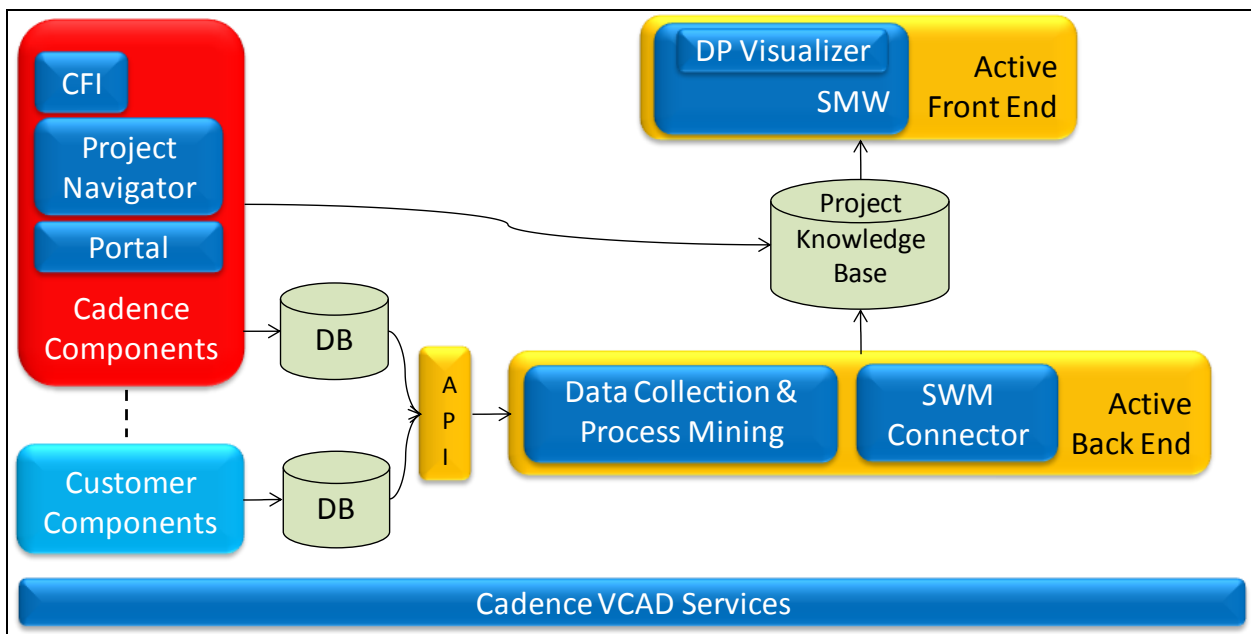 CFI
Project
Navigator
Portal
Cadence
Components
Customer
Components
DB
DB
A
P
I
Data Collection &
Process Mining
SWM
Connector
Active
Back End
Project
Knowledge
Base
DP Visualizer
SMW
Active
Front End
Cadence VCAD Services